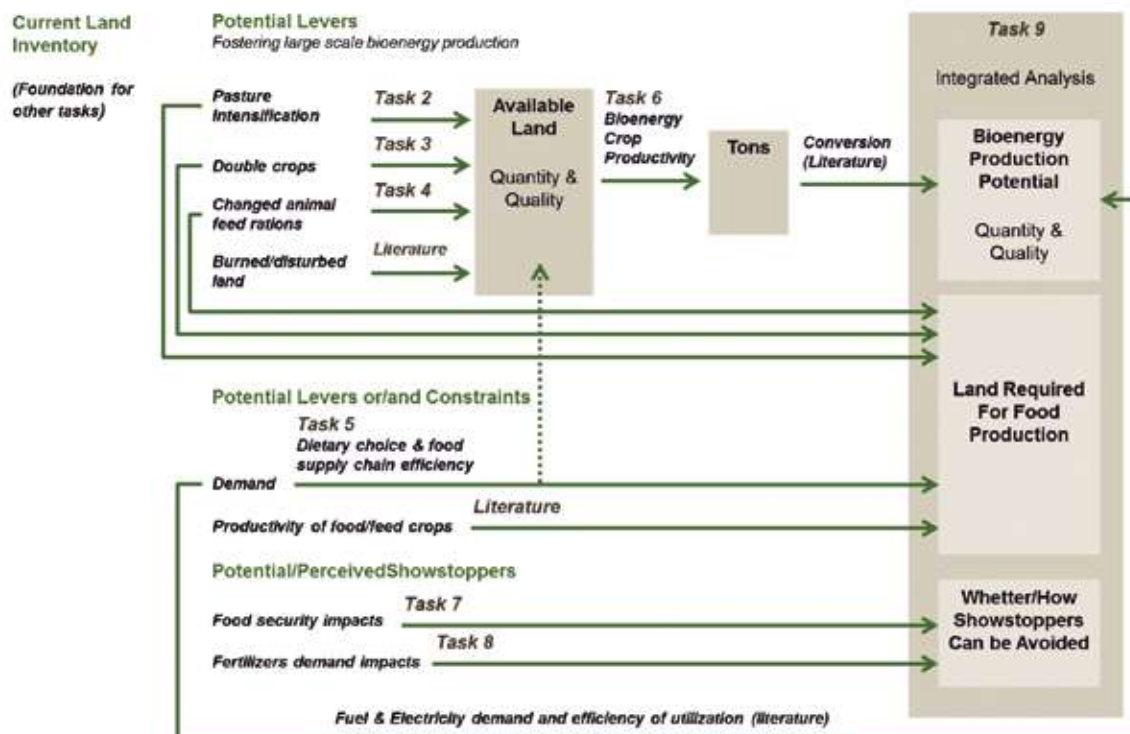 Current Land
Inventory
(Foundation for
other tasks)
Potential Levers
Fostering large scale bioenergy production
Pasture
Intensification
Task 2
Double crops
Task 3
Changed animal
feed rations
Task 4
Burned/disturbed
land
Literature
Available
Land
Quantity &
Quality
Task 6
Bioenergy
Crop
Productivity
Tons
Conversion
(Literature)
Task 9
Integrated Analysis
Bioenergy
Production
Potential
Quantity &
Quality
Land Required
For Food
Production
Potential Levers or/and Constraints
Task 5
Dietary choice & food
supply chain efficiency
Demand
Literature
Productivity of food/feed crops
Potential/PerceivedShowstoppers
Task 7
Food security impacts
Task 8
Fertilizers demand impacts
Whetter/How
Showstoppers
Can be Avoided
Fuel & Electricity demand and efficiency of utilization (literature)